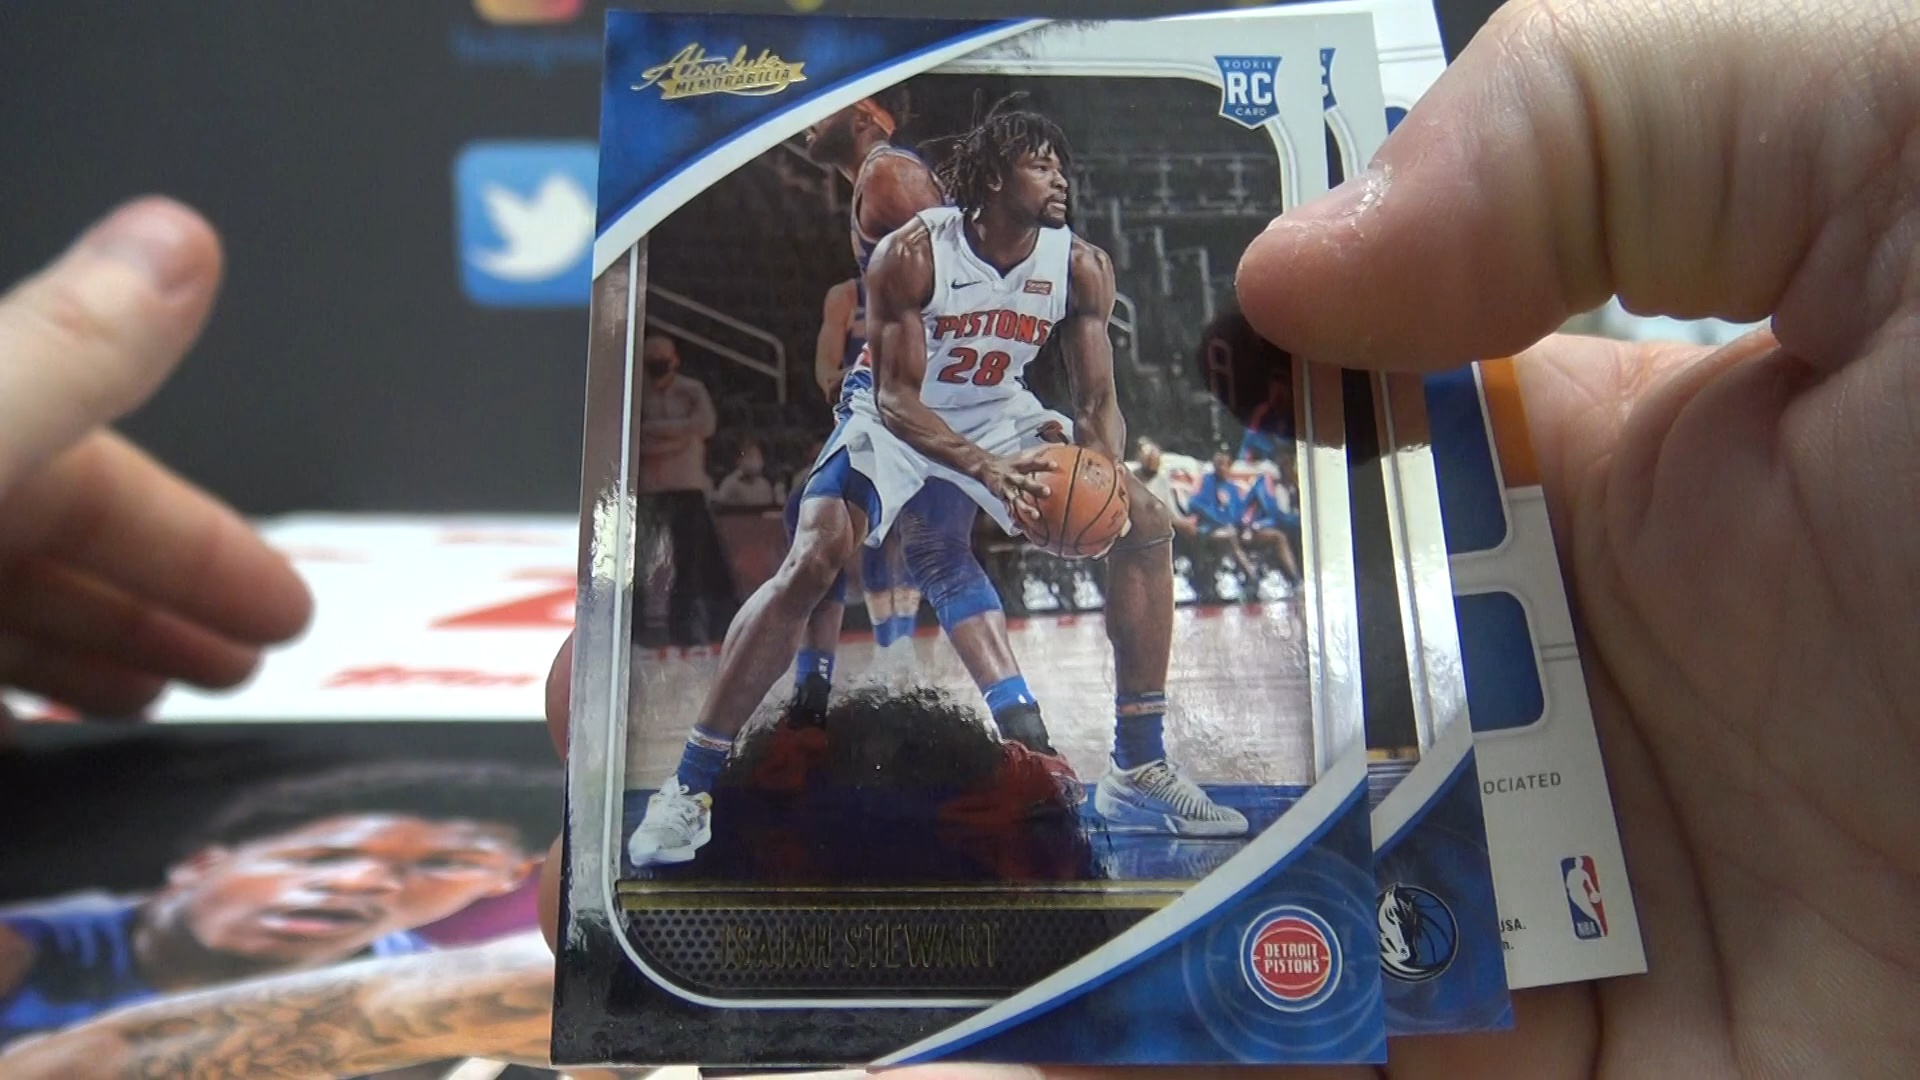 Absolute
MEMORABILIA
ROOKIE
RC
CARD
PISTONS
28
ISAIAH STEWART
DETROIT
PISTONS
OCIATED
NBA
USA.
n.